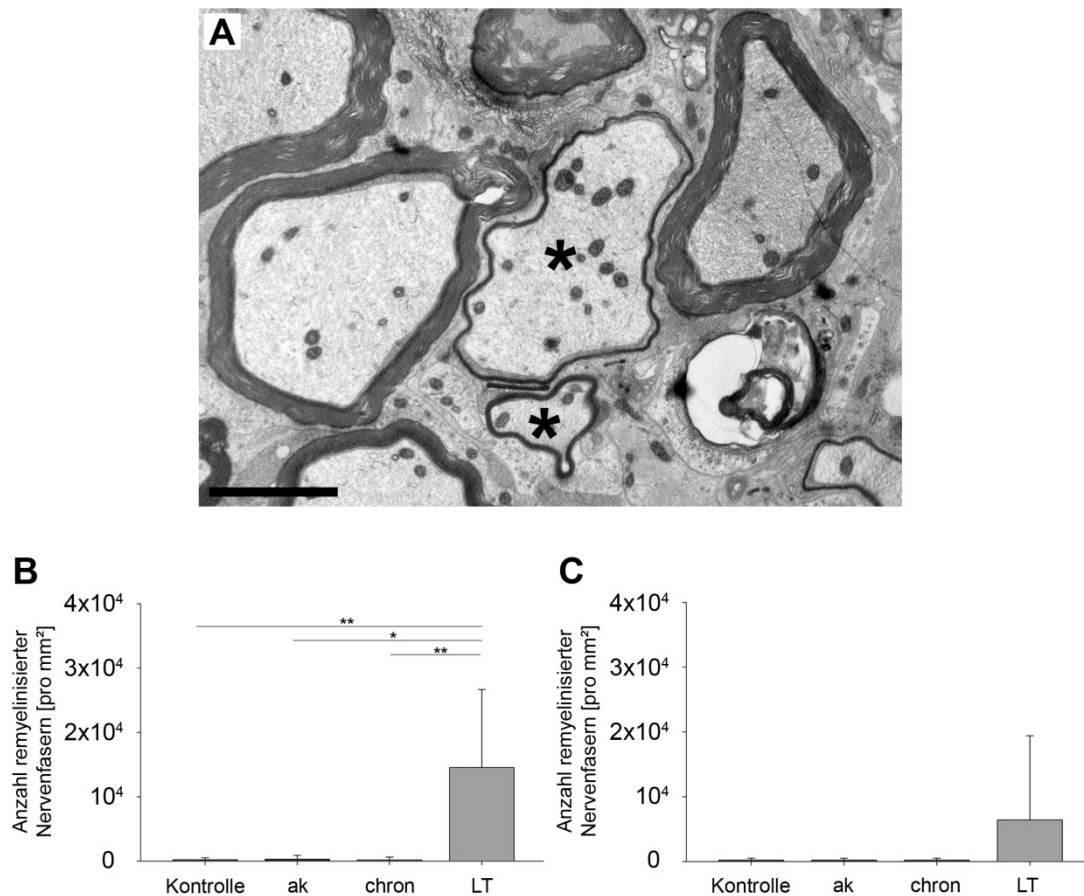 A
*
*
B
C
Anzahl remyelinisierter
Nervenfasern [pro mm²]
4x10⁴
3x10⁴
2x10⁴
10⁴
0
**
*
**
Kontrolle ak chron LT
Anzahl remyelinisierter
Nervenfasern [pro mm²]
4x10⁴
3x10⁴
2x10⁴
10⁴
0
Kontrolle ak chron LT